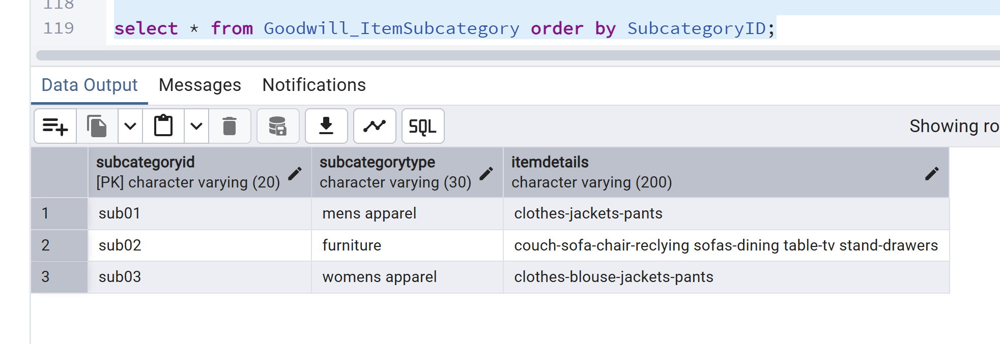 118
119 select * from Goodwill_ItemSubcategory order by SubcategoryID;
Data Output Messages Notifications
SQL Showing ro
subcategoryid subcategorytype itemdetails
[PK] character varying (20) character varying (30) character varying (200)
1 sub01 mens apparel clothes-jackets-pants
2 sub02 furniture couch-sofa-chair-reclying sofas-dining table-tv stand-drawers
3 sub03 womens apparel clothes-blouse-jackets-pants